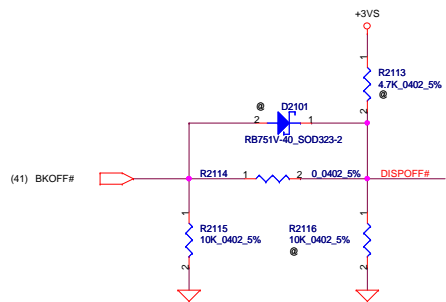 +3VS
1
R2113
4.7K_0402_5%
@
2
@
D2101
2
1
RB751V-40_SOD323-2
(41) BKOFF#
R2114
1
2
0_0402_5%
DISPOFF#
1
R2115
10K_0402_5%
2
1
R2116
10K_0402_5%
@
2